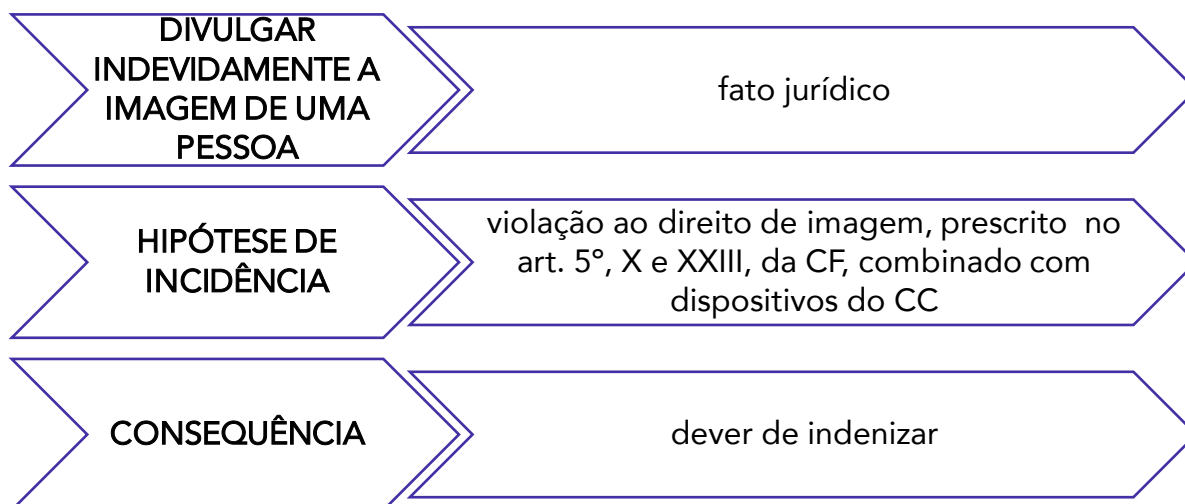 DIVULGAR
INDEVIDAMENTE A
IMAGEM DE UMA
PESSOA
fato jurídico
HIPÓTESE DE
INCIDÊNCIA
violação ao direito de imagem, prescrito no
art. 5º, X e XXIII, da CF, combinado com
dispositivos do CC
CONSEQUÊNCIA
dever de indenizar